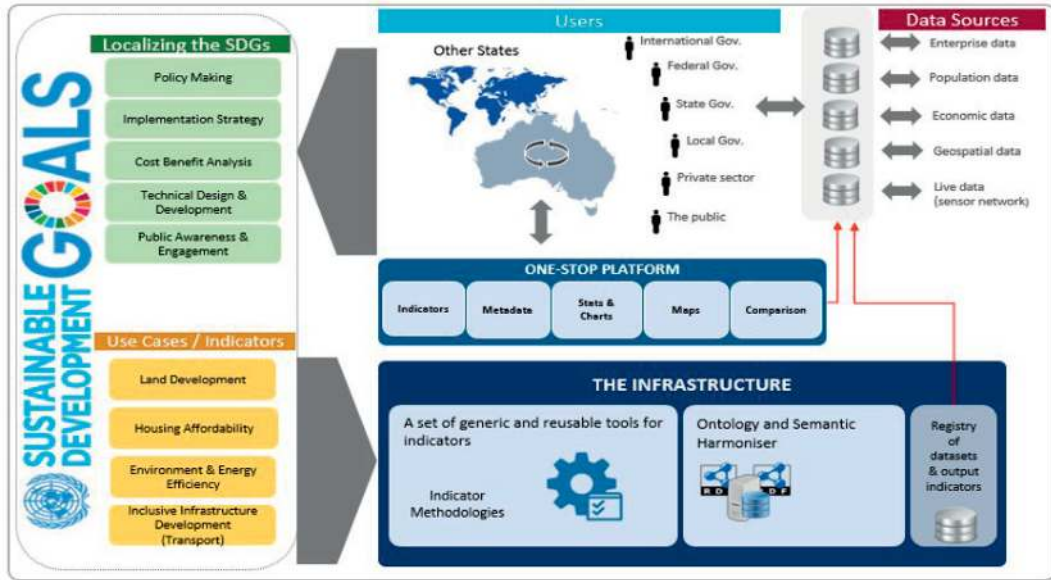 SUSTAINABLE
DEVELOPMENT
GOALS
Localizing the SDGs
Policy Making
Implementation Strategy
Cost Benefit Analysis
Technical Design &
Development
Public Awareness &
Engagement
Use Cases / Indicators
Land Development
Housing Affordability
Environment & Energy
Efficiency
Inclusive Infrastructure
Development
(Transport)
Users
Other States
International Gov.
Federal Gov.
State Gov.
Local Gov.
Private sector
The public
Data Sources
Enterprise data
Population data
Economic data
Geospatial data
Live data
(sensor network)
ONE-STOP PLATFORM
Indicators
Metadate
Stats &
Charts
Maps
Comparison
THE INFRASTRUCTURE
A set of generic and reusable tools for
indicators
Indicator
Methodologies
Ontology and Semantic
Harmoniser
RD DF
Registry
of
datasets
& output
indicators